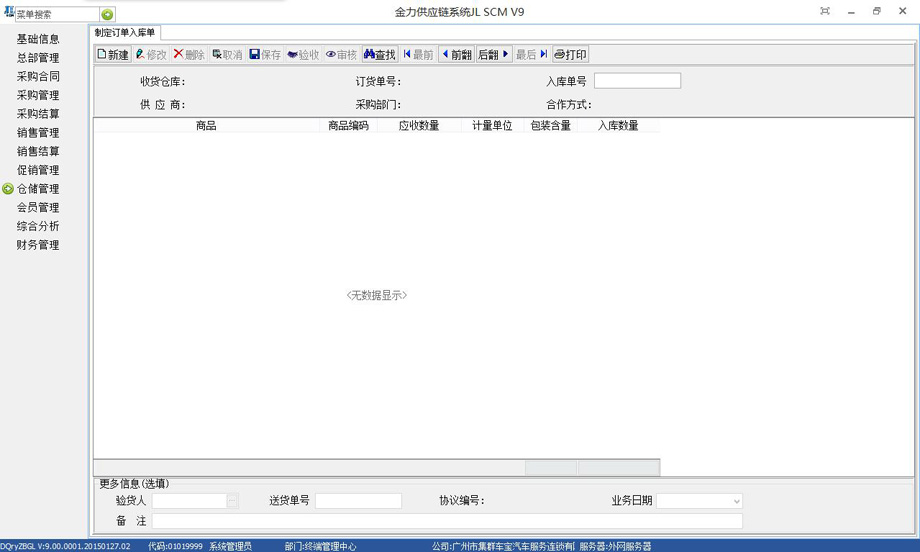 菜单搜索
金力供应链系统JL SCM V9
基础信息
总部管理
采购合同
采购管理
采购结算
销售管理
销售结算
促销管理
仓储管理
会员管理
综合分析
财务管理
制定订单入库单
新建 修改 删除 取消 保存 验收 审核 查找 最前 前翻 后翻 最后 打印
收货仓库: 订货单号: 入库单号
供 应 商: 采购部门: 合作方式:
商品 商品编码 应收数量 计量单位 包装含量 入库数量
<无数据显示>
更多信息(选填)
验货人 送货单号 协议编号: 业务日期
备 注
DQryZBGL V:9.00.0001.20150127.02 代码:01019999 系统管理员 部门:终端管理中心 公司:广州市集群车宝汽车服务连锁有[ 服务器:外网服务器